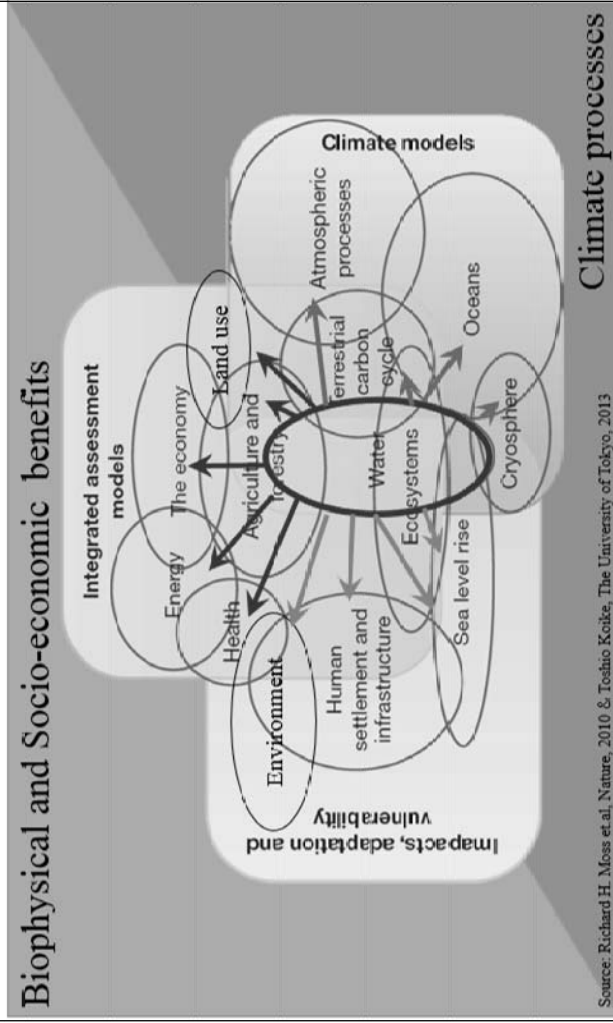 Biophysical and Socio-economic benefits
Integrated assessment
models
Energy
The economy
Land use
Health
Agriculture and
forestry
Climate models
Atmospheric
processes
Environment
Human
settlement and
infrastructure
Water
errestrial
carbon
cycle
Ecosystems
Sea level rise
Cryosphere
Oceans
Imapacts, adaptation and
vulnerability
Climate processes
Source: Richard H. Moss et.al, Nature, 2010 & Toshio Koike, The University of Tokyo, 2013